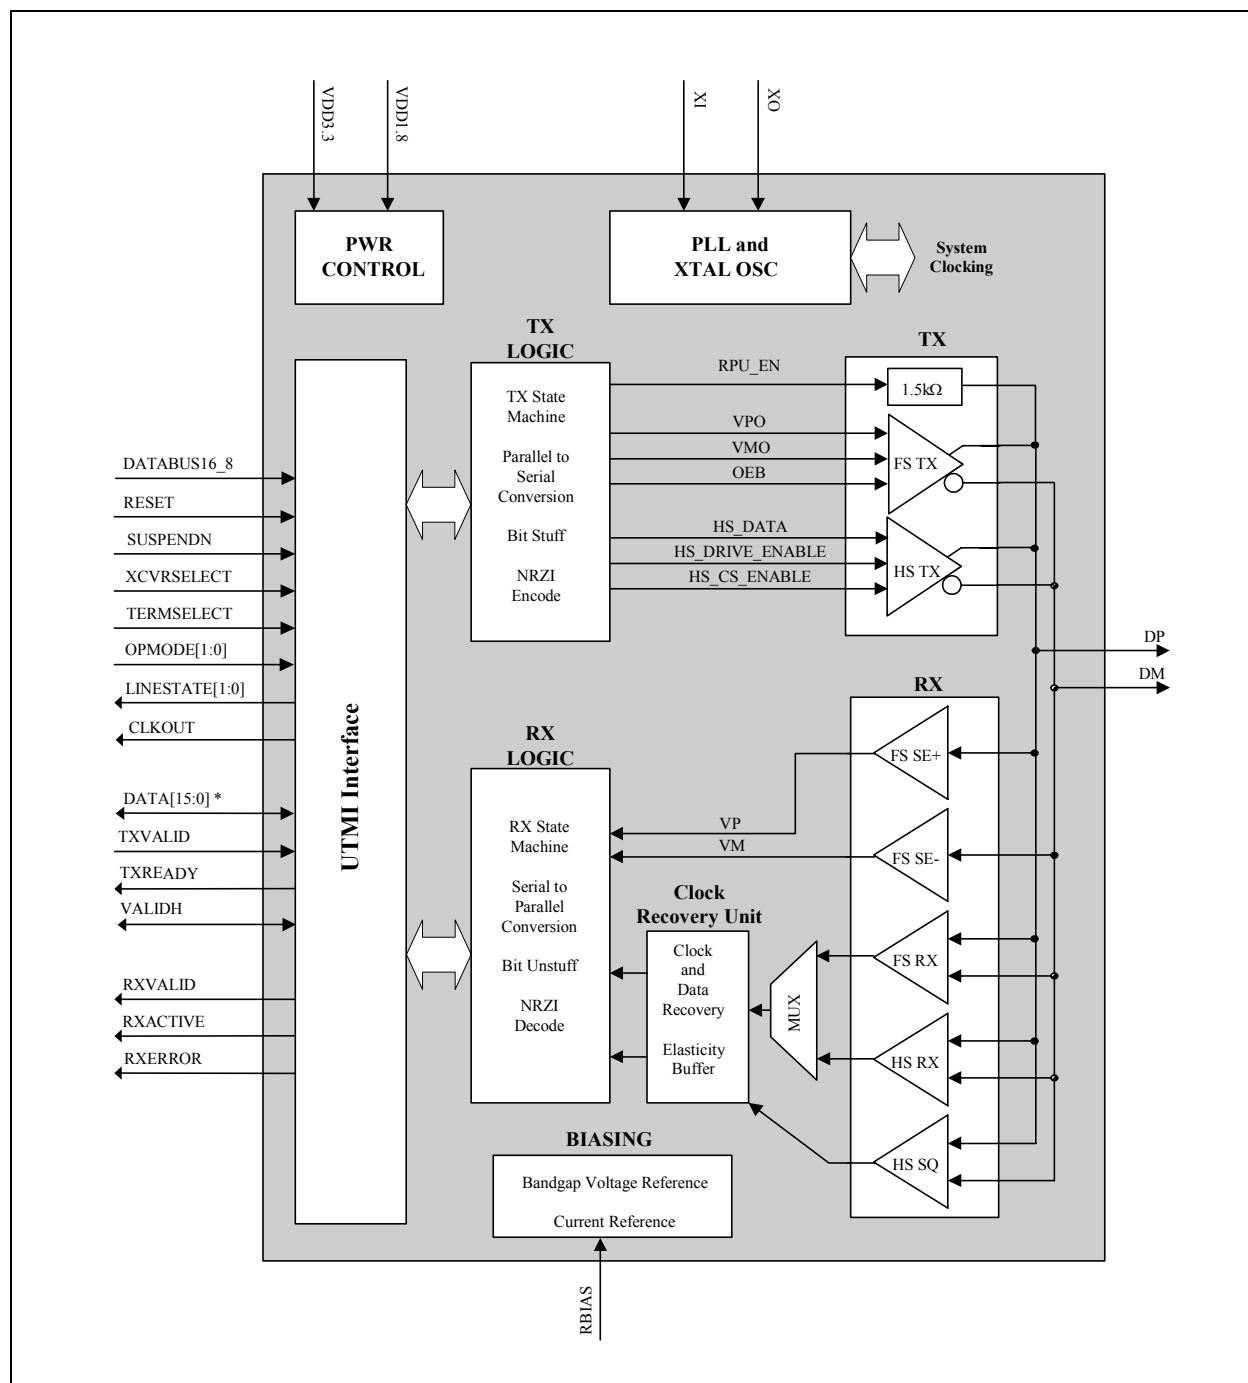 VDD3.3
VDD1.8
XI
XO
PWR
CONTROL
PLL and
XTAL OSC
System
Clocking
TX
LOGIC
TX State
Machine
Parallel to
Serial
Conversion
Bit Stuff
NRZI
Encode
RPU_EN
VPO
VMO
OEB
HS_DATA
HS_DRIVE_ENABLE
HS_CS_ENABLE
TX
1.5kΩ
FS TX
HS TX
DATABUS16_8
RESET
SUSPENDN
XCVRSELECT
TERMSELECT
OPMODE[1:0]
LINESTATE[1:0]
CLKOUT
DATA[15:0] *
TXVALID
TXREADY
VALIDH
RXVALID
RXACTIVE
RXERROR
UTMI Interface
DP
DM
RX
LOGIC
RX State
Machine
Serial to
Parallel
Conversion
Bit Unstuff
NRZI
Decode
VP
VM
Clock
Recovery Unit
Clock
and
Data
Recovery
Elasticity
Buffer
MUX
RX
FS SE+
FS SE-
FS RX
HS RX
HS SQ
BIASING
Bandgap Voltage Reference
Current Reference
RBIAS